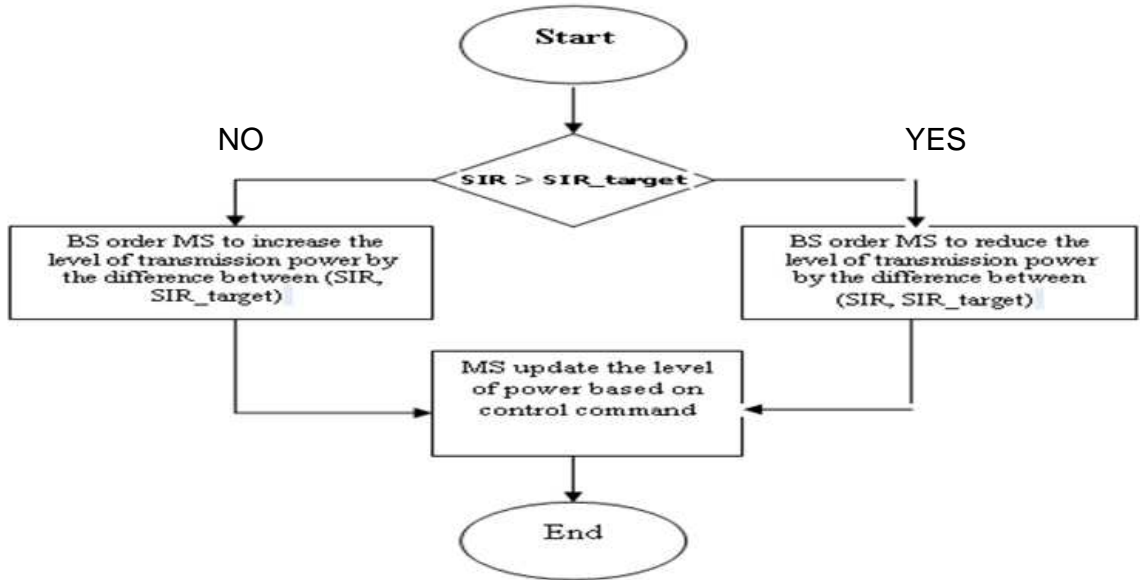 Start
NO
YES
SIR > SIR_target
BS order MS to increase the
level of transmission power by
the difference between (SIR,
SIR_target)
BS order MS to reduce the
level of transmission power
by the difference between
(SIR, SIR_target)
MS update the level
of power based on
control command
End